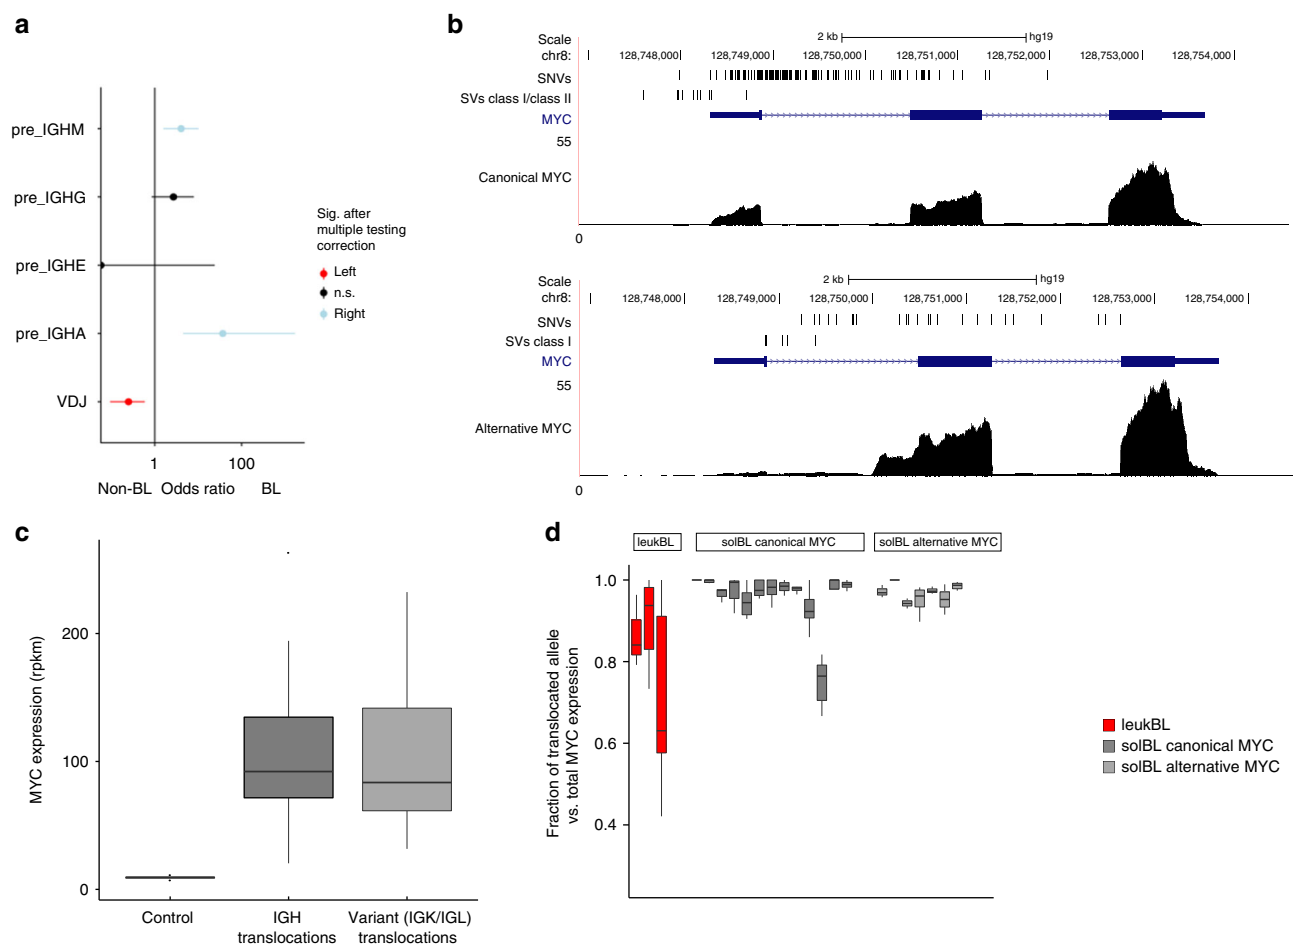 a
pre_IGHM
pre_IGHG
pre_IGHE
pre_IGHA
VDJ
1
100
Non-BL Odds ratio BL
Sig. after
multiple testing
correction
Left
n.s.
Right
b
Scale
2 kb
hg19
chr8:
128,748,000
128,749,000
128,750,000
128,751,000
128,752,000
128,753,000
128,754,000
SNVs
SVs class I/class II
MYC
55
Canonical MYC
0
Scale
2 kb
hg19
chr8:
128,748,000
128,749,000
128,750,000
128,751,000
128,752,000
128,753,000
128,754,000
SNVs
SVs class I
MYC
55
Alternative MYC
0
c
MYC expression (rpkm)
200
100
0
Control
IGH
translocations
Variant (IGK/IGL)
translocations
d
leukBL
solBL canonical MYC
solBL alternative MYC
Fraction of translocated allele
vs. total MYC expression
1.0
0.8
0.6
0.4
leukBL
solBL canonical MYC
solBL alternative MYC